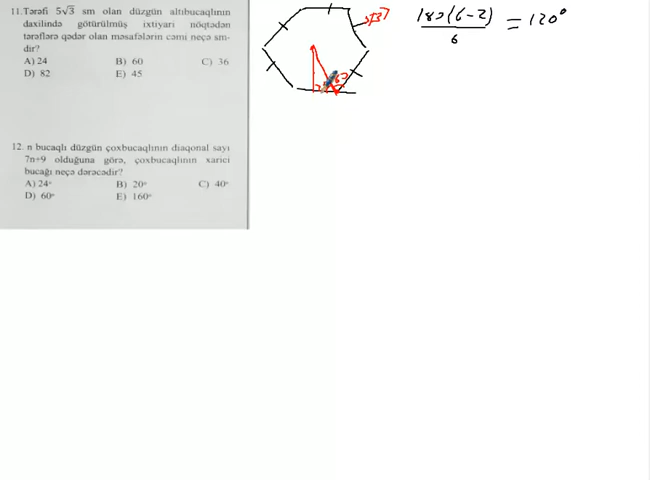 11.Tərəfi 5√3 sm olan düzgün altıbucaqlının
daxilində götürülmüş ixtiyarı nöqtədən
tərəflərə qədər olan məsafələrin cəmi neçə sm-
dir?
A) 24 B) 60 C) 36
D) 82 E) 45
12. n bucaqlı düzgün çoxbucaqlının diaqonal sayı
7n+9 olduğuna görə, çoxbucaqlının xarici
bucağı neçə dərəcədir?
A) 24° B) 20° C) 40°
D) 60° E) 160°
5√3
180(6-2)/6 = 120°